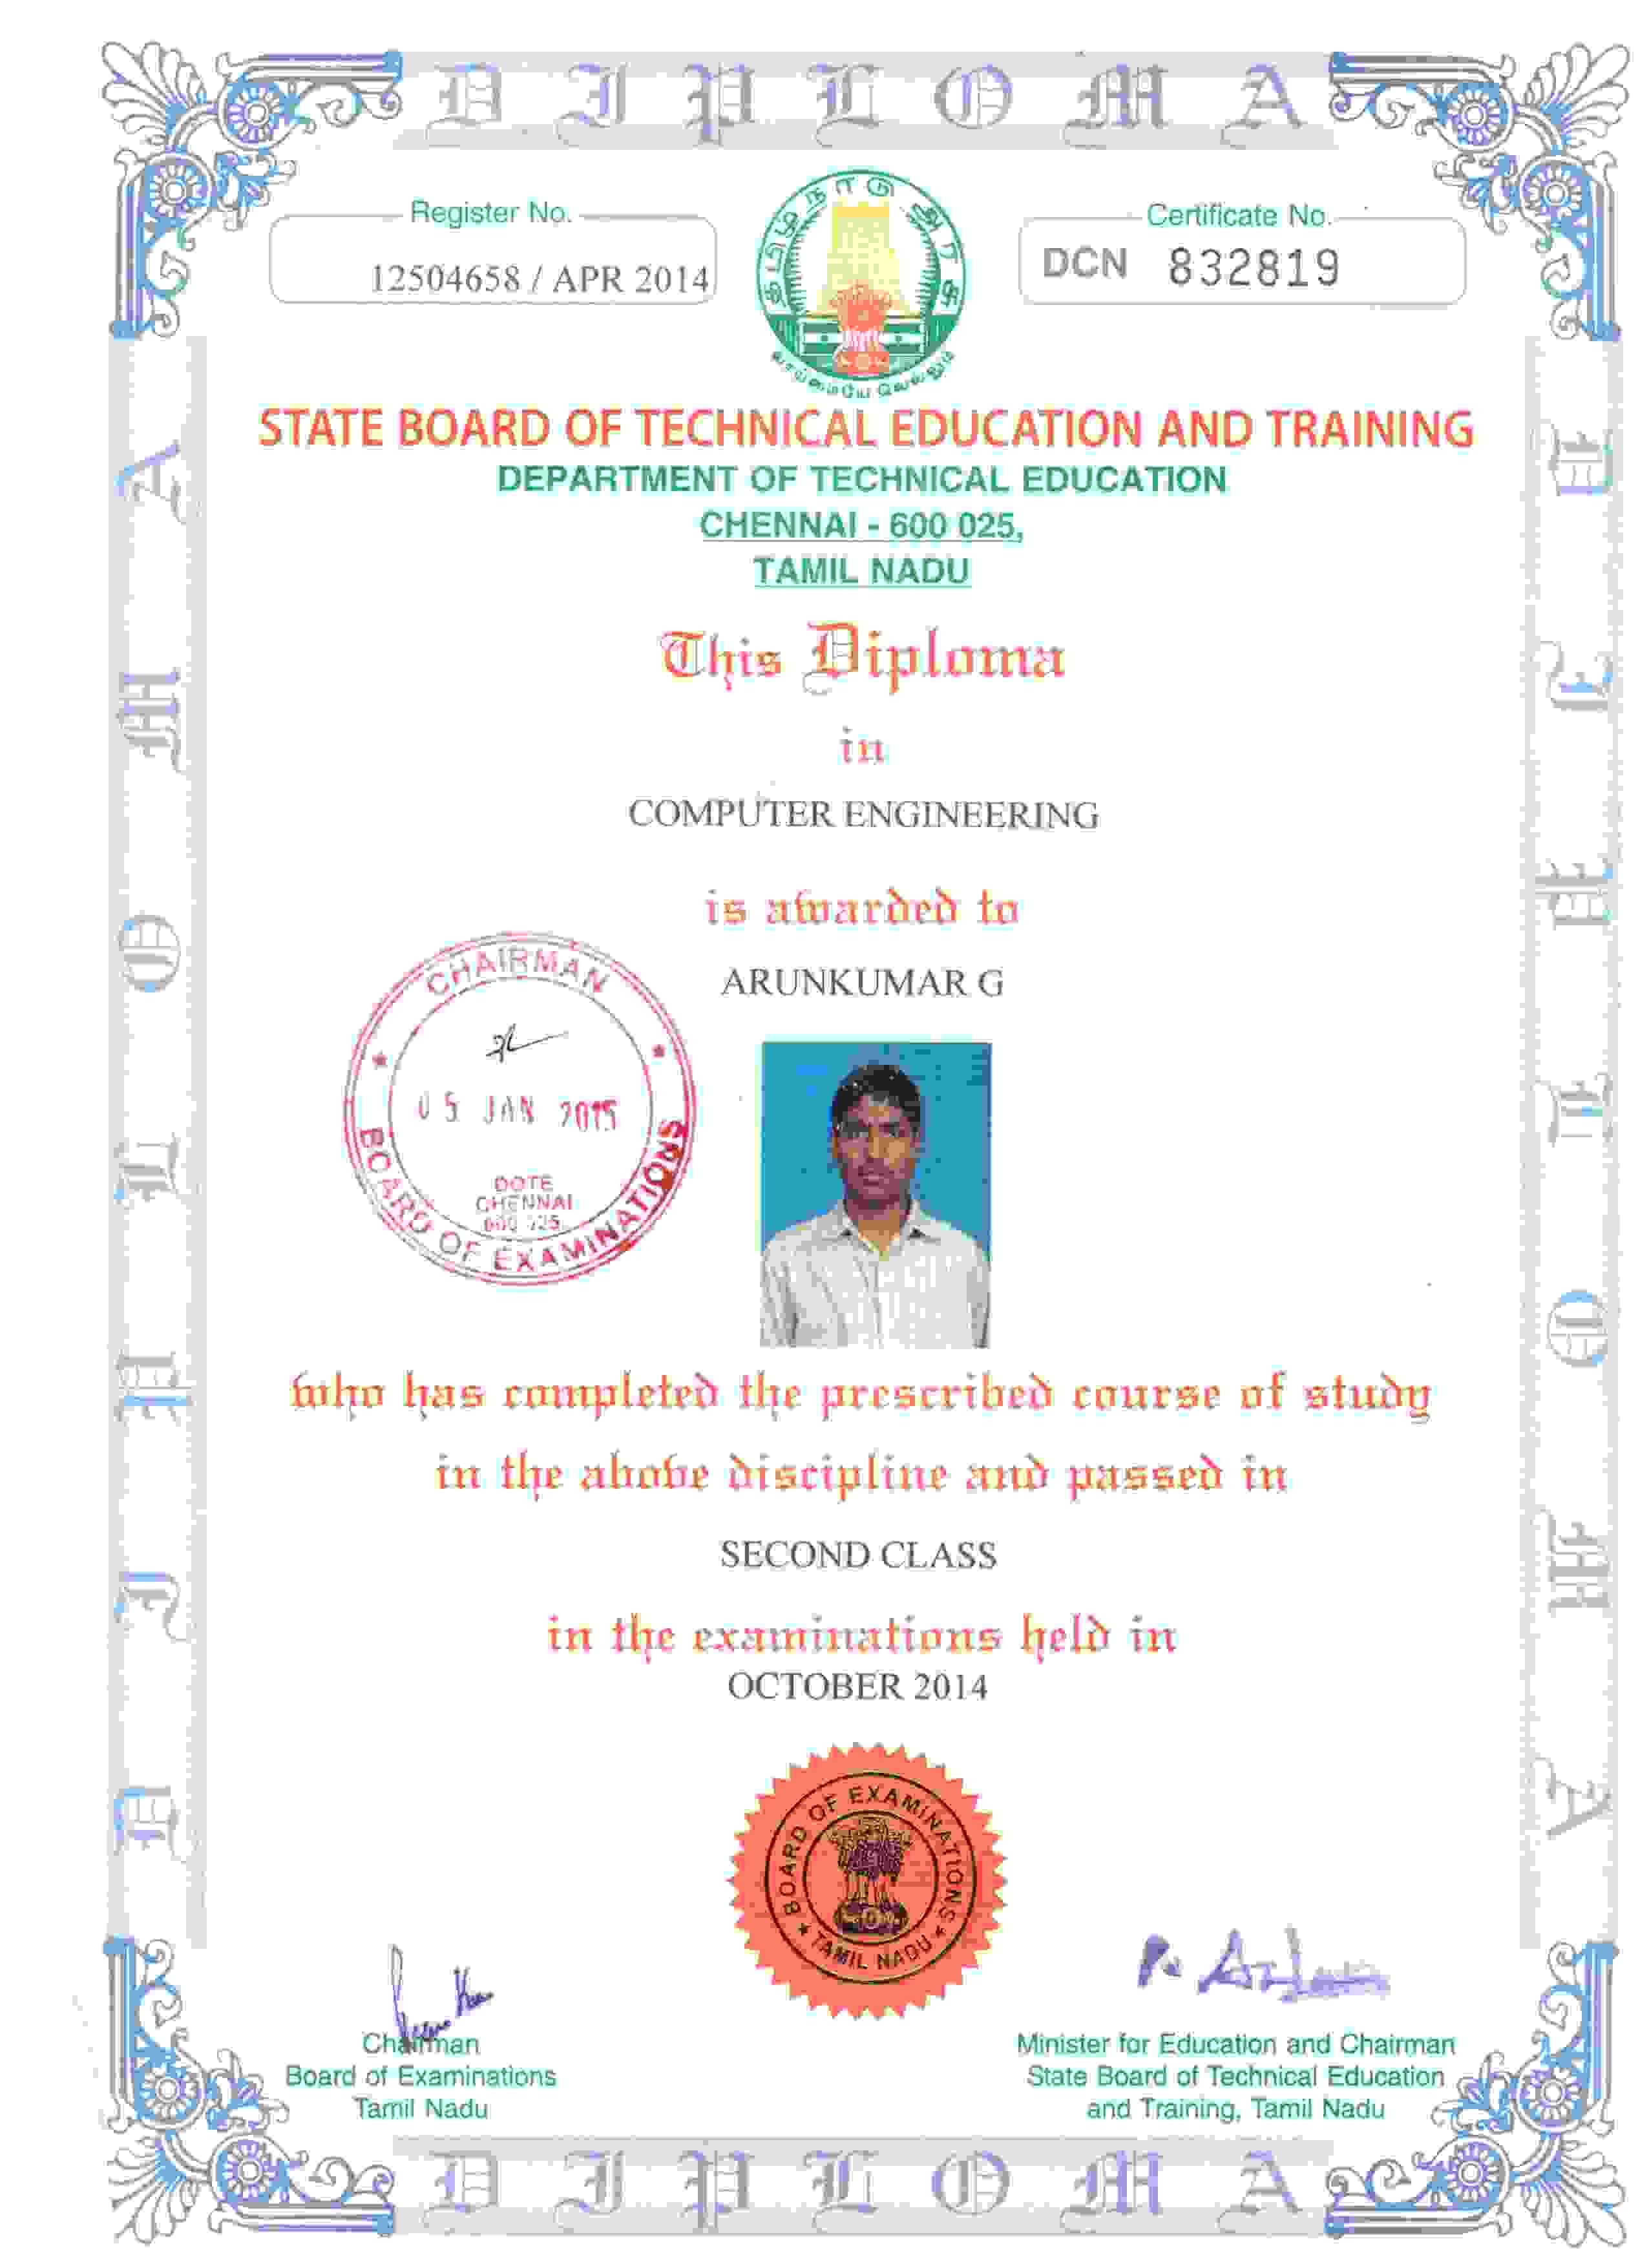 DIPLOMA
Register No.
12504658 / APR 2014
Certificate No.
DCN 832819
தமிழ்நாடு அரசு
வாய்மையே வெல்லும்
STATE BOARD OF TECHNICAL EDUCATION AND TRAINING
DEPARTMENT OF TECHNICAL EDUCATION
CHENNAI - 600 025,
TAMIL NADU
This Diploma
in
COMPUTER ENGINEERING
is awarded to
ARUNKUMAR G
CHAIRMAN
05 JAN 2015
DOTE
CHENNAI
600 025
BOARD OF EXAMINATIONS
who has completed the prescribed course of study
in the above discipline and passed in
SECOND CLASS
in the examinations held in
OCTOBER 2014
BOARD OF EXAMINATIONS
TAMIL NADU
Chairman
Board of Examinations
Tamil Nadu
Minister for Education and Chairman
State Board of Technical Education
and Training, Tamil Nadu
DIPLOMA
DIPLOMA
DIPLOMA